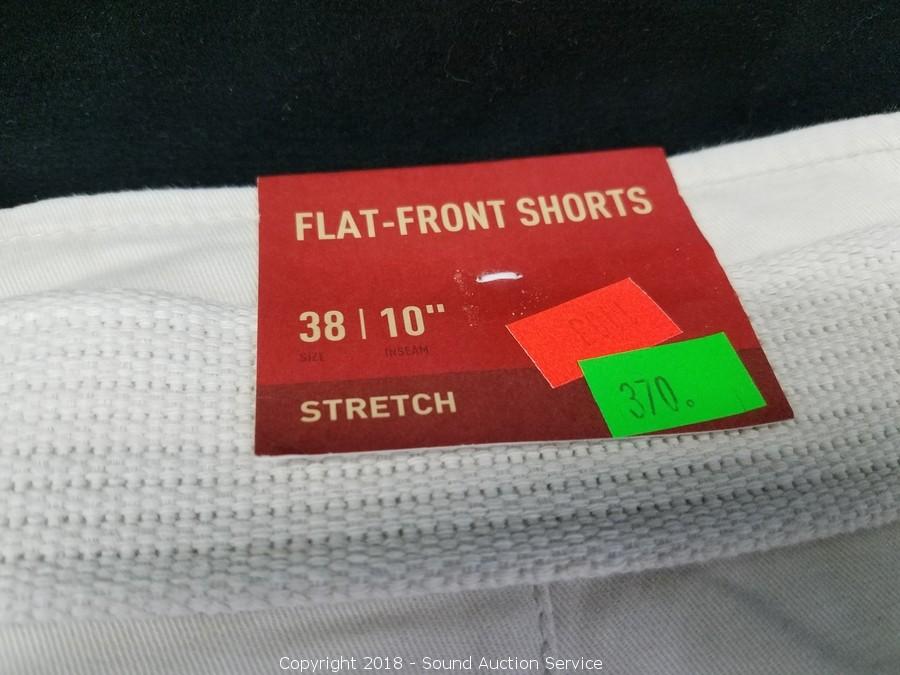 FLAT-FRONT SHORTS
38 | 10"
SIZE INSEAM
STRETCH
370.
Copyright 2018 - Sound Auction Service